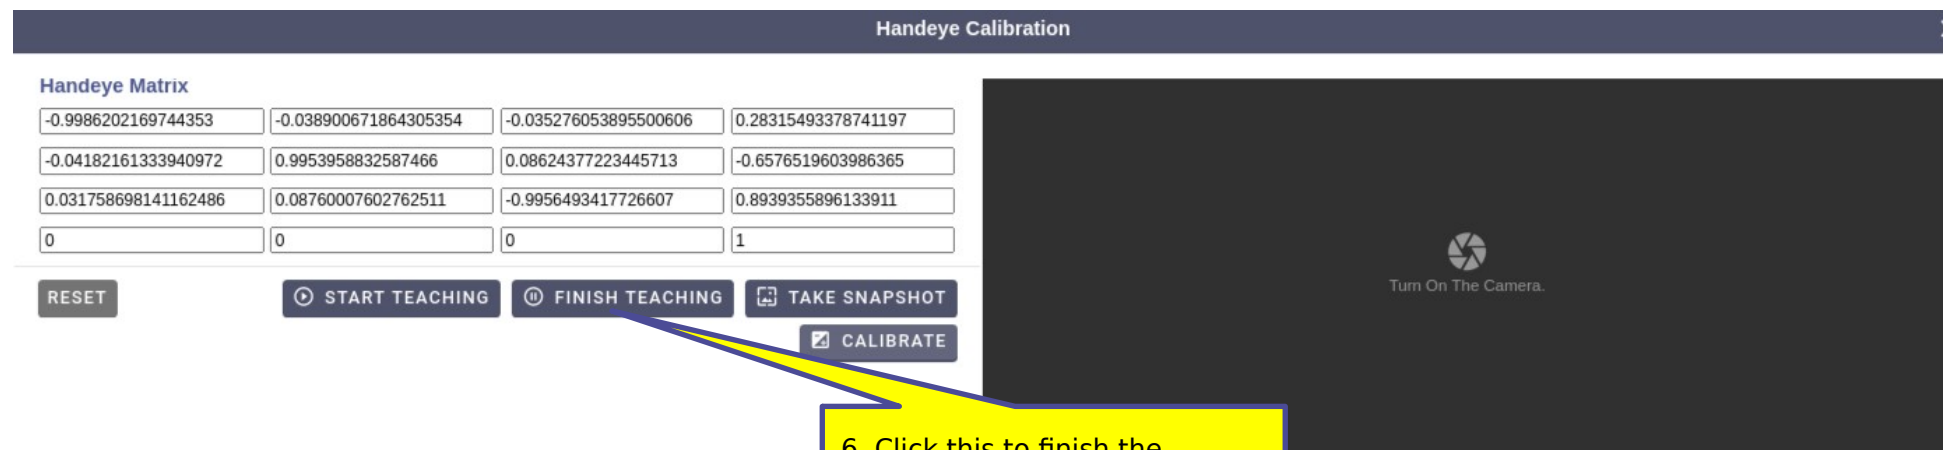 Handeye Calibration
Handeye Matrix
-0.9986202169744353 -0.038900671864305354 -0.035276053895500606 0.28315493378741197
-0.04182161333940972 0.9953958832587466 0.08624377223445713 -0.6576519603986365
0.031758698141162486 0.08760007602762511 -0.9956493417726607 0.8939355896133911
0 0 0 1
RESET START TEACHING FINISH TEACHING TAKE SNAPSHOT
CALIBRATE
Turn On The Camera.
6. Click this to finish the